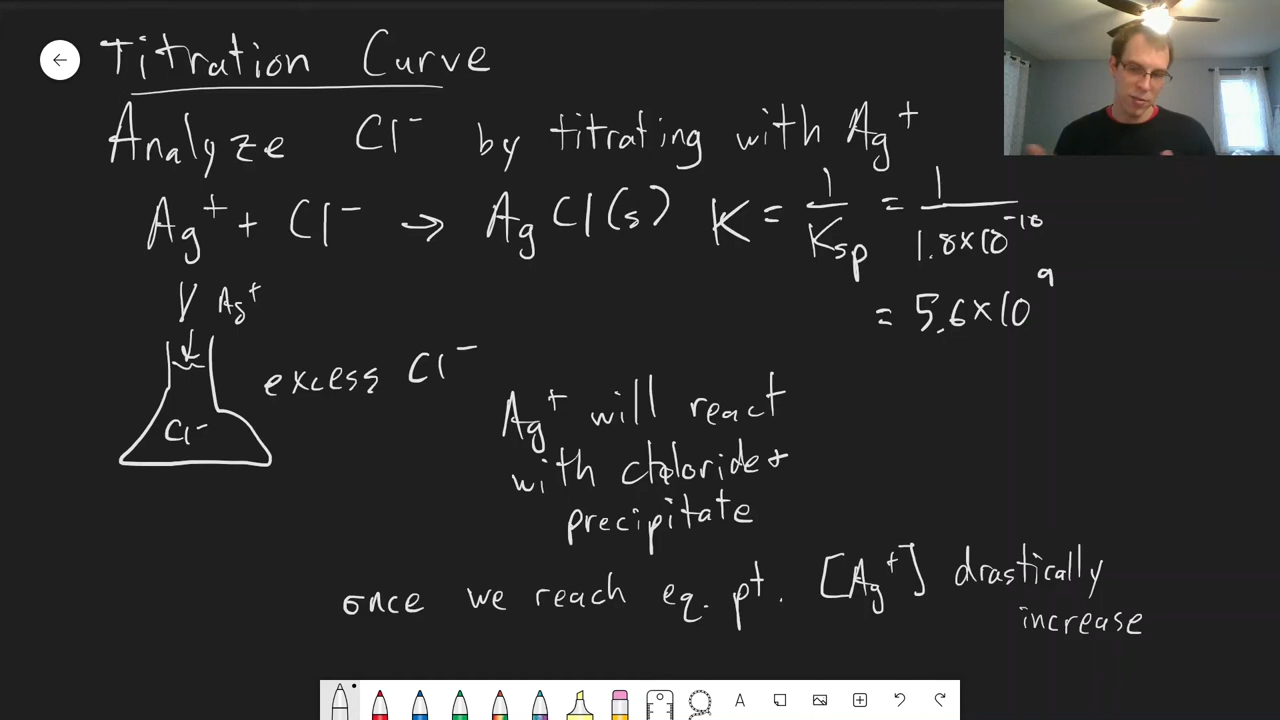 Titration Curve
Analyze Cl⁻ by titrating with Ag⁺
Ag⁺ + Cl⁻ → AgCl(s) K = 1/Ksp = 1/1.8×10⁻¹⁰
= 5.6×10⁹
Ag⁺
excess Cl⁻
Cl⁻
Ag⁺ will react
with chloride &
precipitate
once we reach eq. pt. [Ag⁺] drastically
increase
A